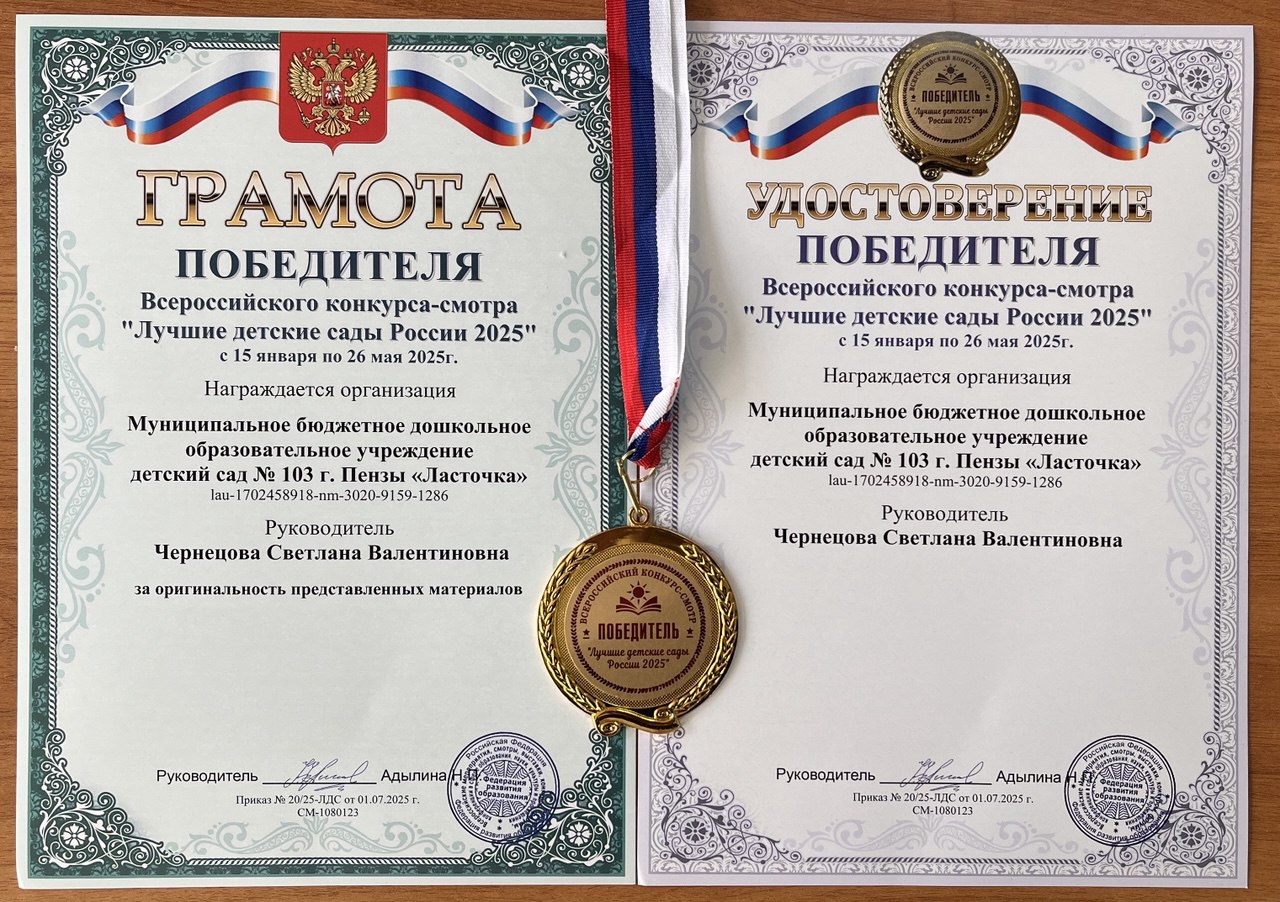 ГРАМОТА
ПОБЕДИТЕЛЯ
Всероссийского конкурса-смотра
"Лучшие детские сады России 2025"
с 15 января по 26 мая 2025г.
Награждается организация
Муниципальное бюджетное дошкольное
образовательное учреждение
детский сад № 103 г. Пензы «Ласточка»
lau-1702458918-nm-3020-9159-1286
Руководитель
Чернецова Светлана Валентиновна
за оригинальность представленных материалов
Руководитель Адылина Н.П.
Приказ № 20/25-ЛДС от 01.07.2025 г.
СМ-1080123
Российская Федерация
Федерация
развития
образования
ВСЕРОССИЙСКИЙ КОНКУРС-СМОТР
ПОБЕДИТЕЛЬ
"Лучшие детские сады
России 2025"
ВСЕРОССИЙСКИЙ КОНКУРС-СМОТР
ПОБЕДИТЕЛЬ
"Лучшие детские сады
России 2025"
УДОСТОВЕРЕНИЕ
ПОБЕДИТЕЛЯ
Всероссийского конкурса-смотра
"Лучшие детские сады России 2025"
с 15 января по 26 мая 2025г.
Награждается организация
Муниципальное бюджетное дошкольное
образовательное учреждение
детский сад № 103 г. Пензы «Ласточка»
lau-1702458918-nm-3020-9159-1286
Руководитель
Чернецова Светлана Валентиновна
Руководитель Адылина Н.П.
Приказ № 20/25-ЛДС от 01.07.2025 г.
СМ-1080123
Российская Федерация
Федерация
развития
образования